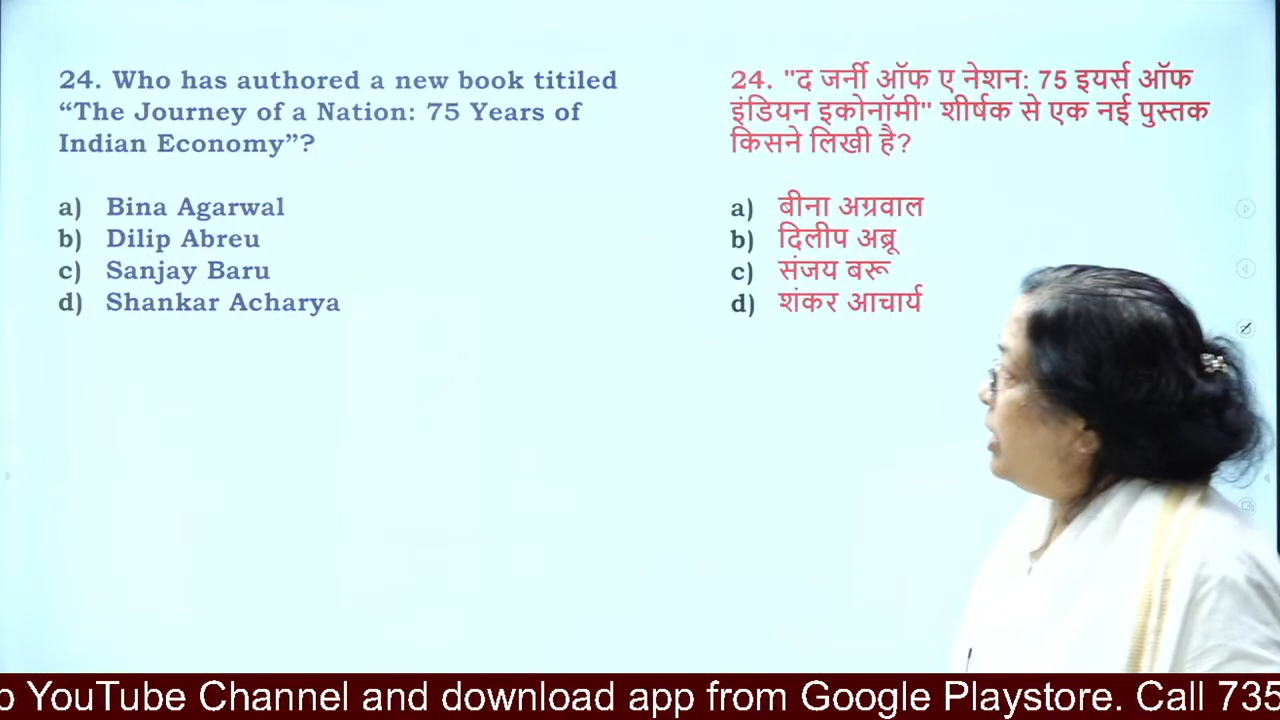 24. Who has authored a new book titiled
“The Journey of a Nation: 75 Years of
Indian Economy”?
a) Bina Agarwal
b) Dilip Abreu
c) Sanjay Baru
d) Shankar Acharya
24. "द जर्नी ऑफ ए नेशन: 75 इयर्स ऑफ
इंडियन इकोनॉमी" शीर्षक से एक नई पुस्तक
किसने लिखी है?
a) बीना अग्रवाल
b) दिलीप अब्रू
c) संजय बरू
d) शंकर आचार्य
YouTube Channel and download app from Google Playstore. Call 735